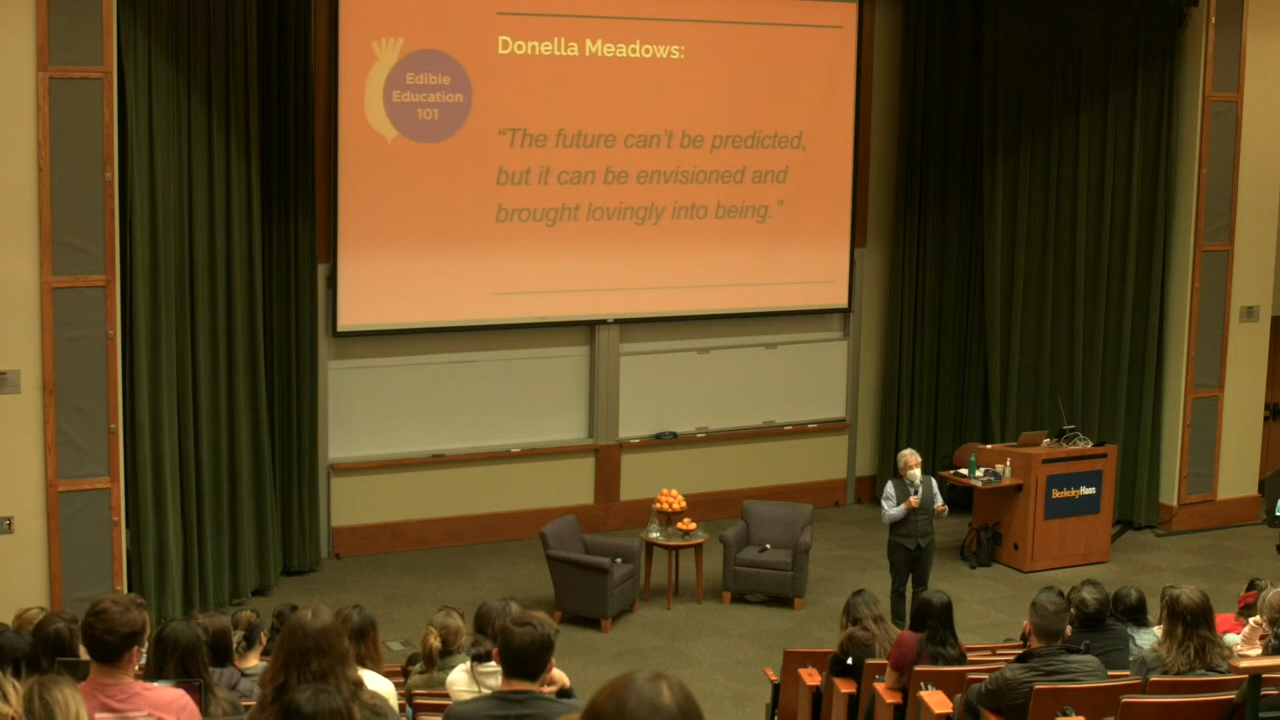 Donella Meadows:
Edible
Education
101
“The future can’t be predicted,
but it can be envisioned and
brought lovingly into being.”
BerkeleyHaas